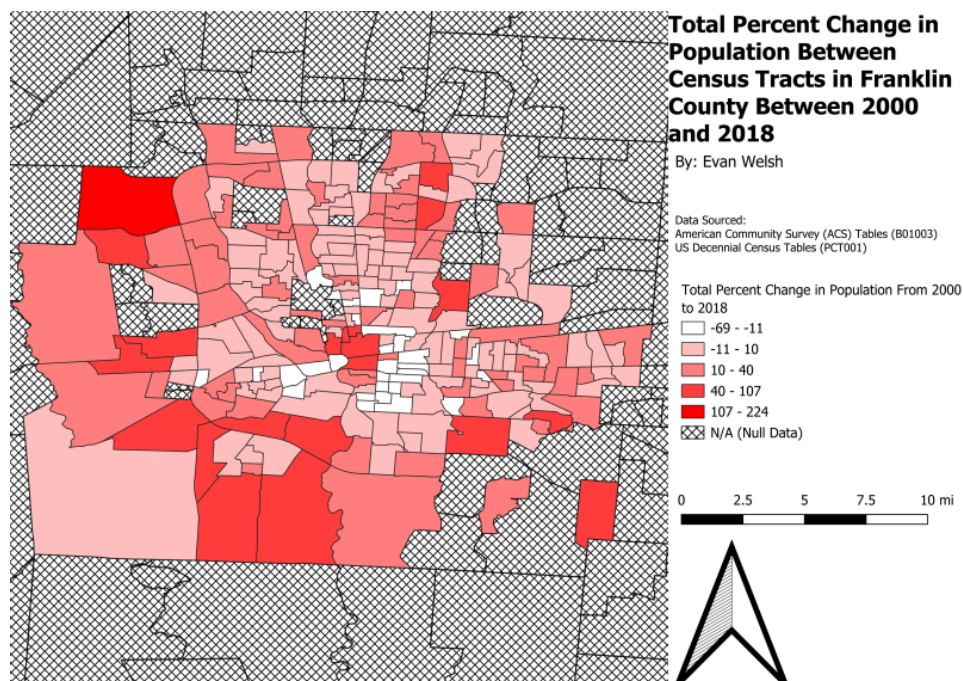 Total Percent Change in
Population Between
Census Tracts in Franklin
County Between 2000
and 2018
By: Evan Welsh
Data Sourced:
American Community Survey (ACS) Tables (B01003)
US Decennial Census Tables (PCT001)
Total Percent Change in Population From 2000
to 2018
-69 - -11
-11 - 10
10 - 40
40 - 107
107 - 224
N/A (Null Data)
0 2.5 5 7.5 10 mi